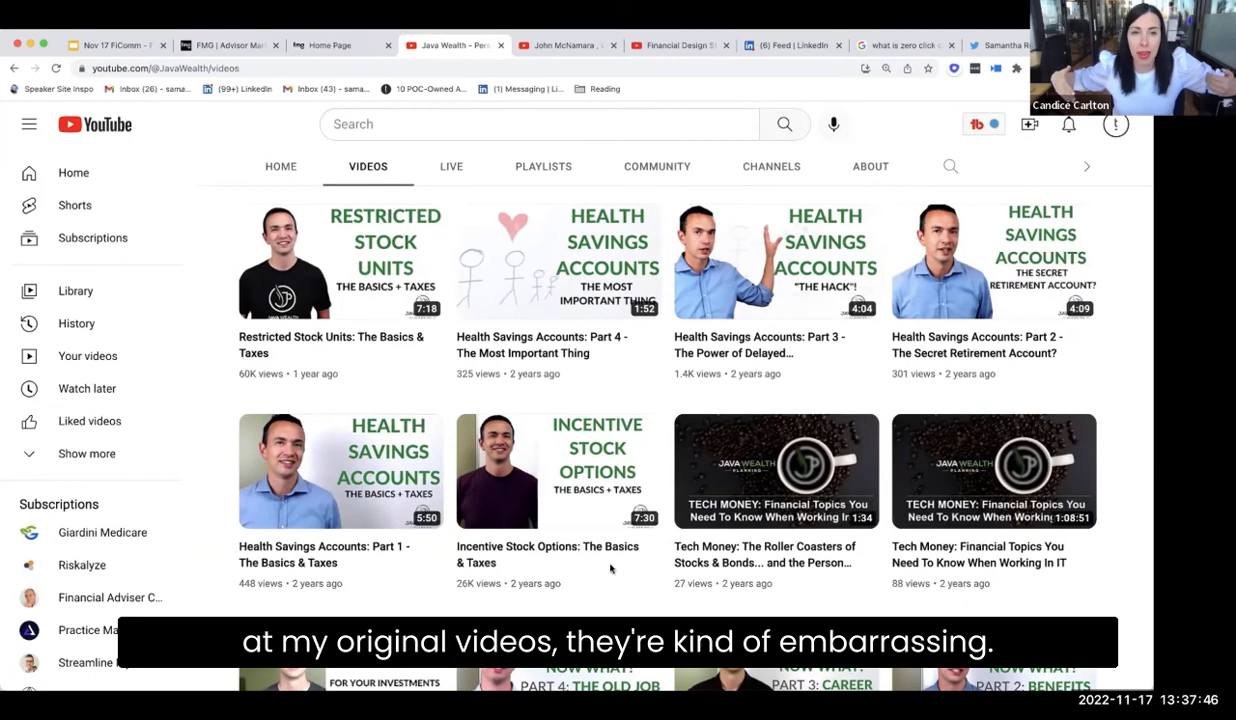 Nov 17 FiComm - F
FMG | Advisor Mar
Home Page
Java Wealth - Pers
John McNamara ,
Financial Design St
(6) Feed | LinkedIn
what is zero click c
Samantha Ru
youtube.com/@JavaWealth/videos
Speaker Site Inspo
Inbox (26) - sama...
(99+) LinkedIn
Inbox (43) - sama...
10 POC-Owned A...
(1) Messaging | Li...
Reading
Candice Carlton
YouTube
Search
HOME
VIDEOS
LIVE
PLAYLISTS
COMMUNITY
CHANNELS
ABOUT
Home
Shorts
Subscriptions
Library
History
Your videos
Watch later
Liked videos
Show more
Subscriptions
Giardini Medicare
Riskalyze
Financial Adviser C...
Practice Ma
Streamline
RESTRICTED
STOCK
UNITS
THE BASICS + TAXES
7:18
Restricted Stock Units: The Basics &
Taxes
60K views • 1 year ago
HEALTH
SAVINGS
ACCOUNTS
THE MOST
IMPORTANT THING
1:52
Health Savings Accounts: Part 4 -
The Most Important Thing
325 views • 2 years ago
HEALTH
SAVINGS
ACCOUNTS
"THE HACK"!
4:04
Health Savings Accounts: Part 3 -
The Power of Delayed...
1.4K views • 2 years ago
HEALTH
SAVINGS
ACCOUNTS
THE SECRET
RETIREMENT ACCOUNT?
4:09
Health Savings Accounts: Part 2 -
The Secret Retirement Account?
301 views • 2 years ago
HEALTH
SAVINGS
ACCOUNTS
THE BASICS + TAXES
5:50
Health Savings Accounts: Part 1 -
The Basics & Taxes
448 views • 2 years ago
INCENTIVE
STOCK
OPTIONS
THE BASICS + TAXES
7:30
Incentive Stock Options: The Basics
& Taxes
26K views • 2 years ago
JAVA WEALTH
PLANNING
TECH MONEY: Financial Topics You
Need To Know When Working In
1:34
Tech Money: The Roller Coasters of
Stocks & Bonds... and the Person...
27 views • 2 years ago
JAVA WEALTH
PLANNING
TECH MONEY: Financial Topics You
Need To Know When Working
1:08:51
Tech Money: Financial Topics You
Need To Know When Working In IT
88 views • 2 years ago
at my original videos, they're kind of embarrassing.
FOR YOUR INVESTMENTS
NOW WHAT?
PART 4: THE OLD JOB
PART 3: CAREER
PART 2: BENEFITS
2022-11-17 13:37:46